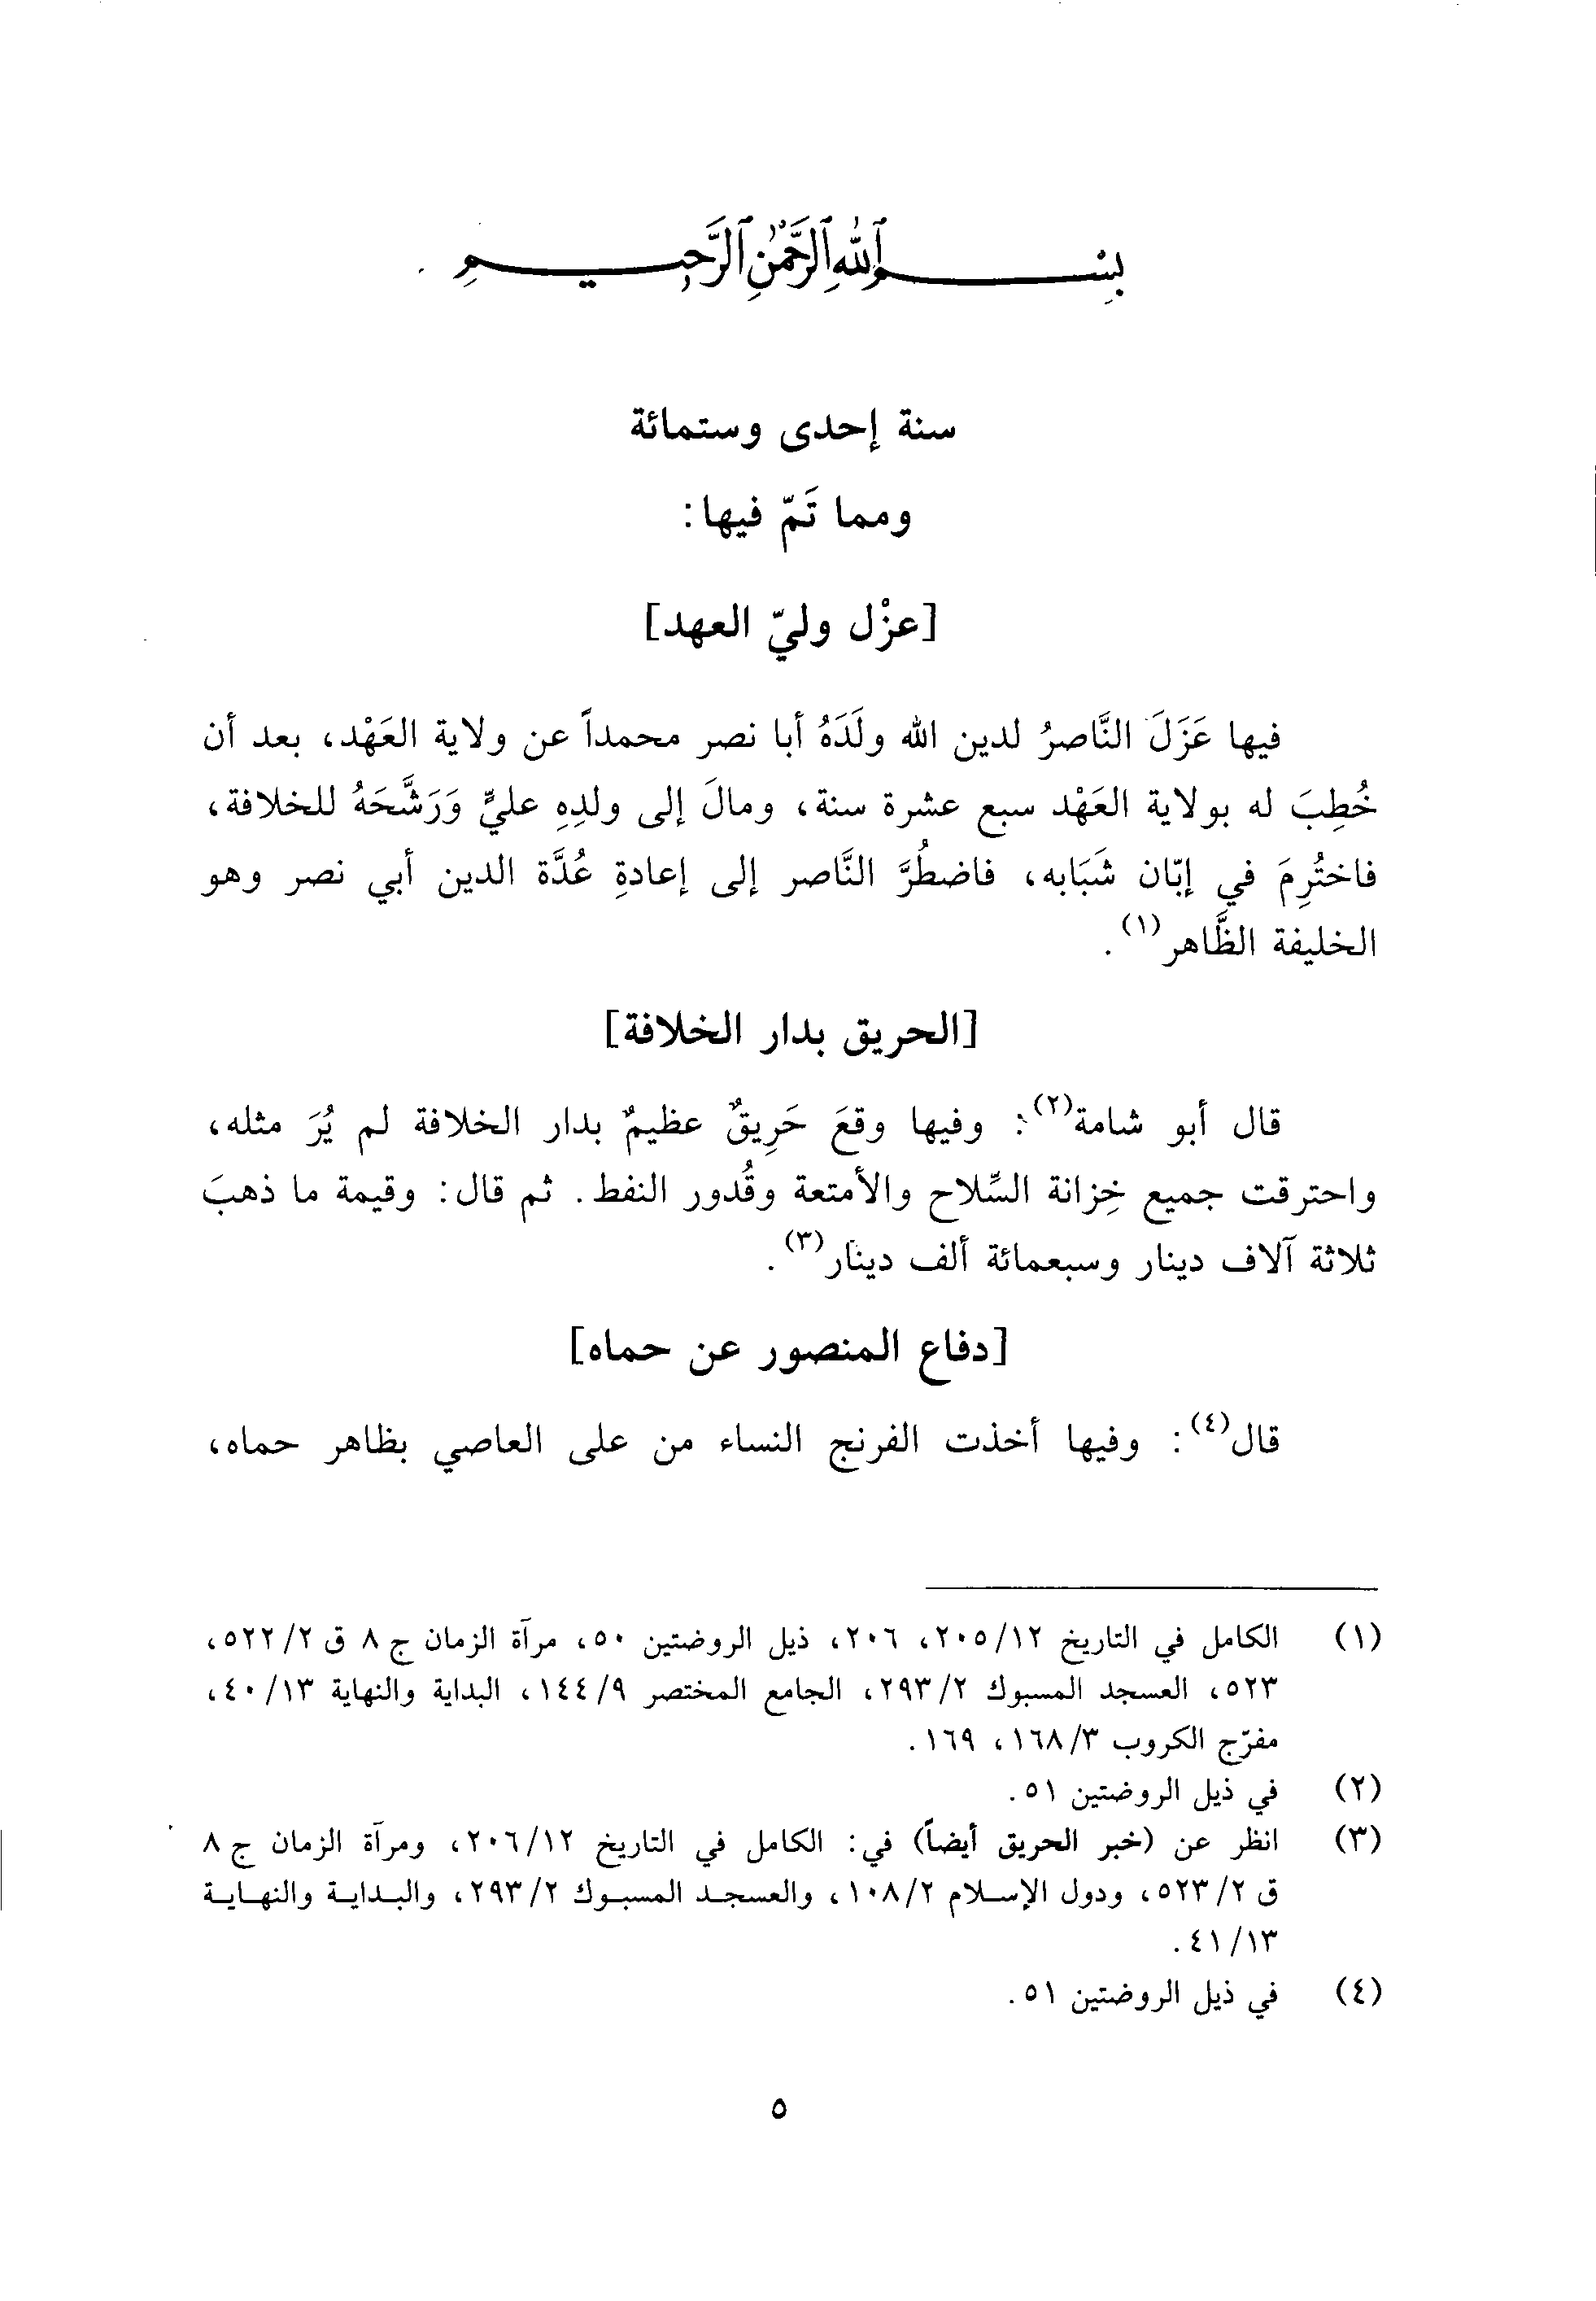 بِسْمِ اللهِ الرَّحْمٰنِ الرَّحِيمِ
سنة إحدى وستمائة
ومما تَمّ فيها:
[عزْل وليّ العهد]
فيها عَزَلَ النَّاصرُ لدين الله ولَدَهُ أبا نصر محمداً عن ولاية العَهْد، بعد أن
خُطِبَ له بولاية العَهْد سبع عشرة سنة، ومالَ إلى ولدِهِ عليٍّ وَرَشَّحَهُ للخلافة،
فاختُرِمَ في إبّان شَبَابه، فاضطُرَّ النَّاصر إلى إعادةِ عُدَّة الدين أبي نصر وهو
الخليفة الظَّاهر(١).
[الحريق بدار الخلافة]
قال أبو شامة(٢): وفيها وقعَ حَرِيقٌ عظيمٌ بدار الخلافة لم يُرَ مثله،
واحترقت جميع خِزانة السِّلاح والأمتعة وقُدور النفط. ثم قال: وقيمة ما ذهبَ
ثلاثة آلاف دينار وسبعمائة ألف دينار(٣).
[دفاع المنصور عن حماه]
قال(٤): وفيها أخذت الفرنج النساء من على العاصي بظاهر حماه،
(١) الكامل في التاريخ ٢٠٥/١٢، ٢٠٦، ذيل الروضتين ٥٠، مرآة الزمان ج ٨ ق ٥٢٢/٢،
٥٢٣، العسجد المسبوك ٢٩٣/٢، الجامع المختصر ١٤٤/٩، البداية والنهاية ٤٠/١٣،
مفرّج الكروب ١٦٨/٣، ١٦٩.
(٢) في ذيل الروضتين ٥١.
(٣) انظر عن (خبر الحريق أيضاً) في: الكامل في التاريخ ٢٠٦/١٢، ومرآة الزمان ج ٨
ق ٥٢٣/٢، ودول الإسلام ١٠٨/٢، والعسجد المسبوك ٢٩٣/٢، والبداية والنهاية
٤١/١٣.
(٤) في ذيل الروضتين ٥١.
٥